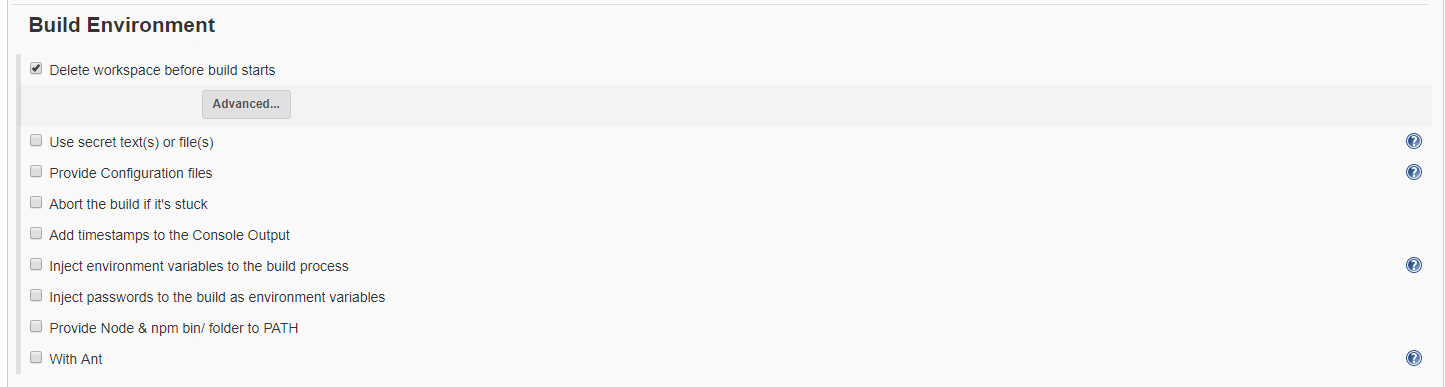 Build Environment
Delete workspace before build starts
Advanced...
Use secret text(s) or file(s)
Provide Configuration files
Abort the build if it's stuck
Add timestamps to the Console Output
Inject environment variables to the build process
Inject passwords to the build as environment variables
Provide Node & npm bin/ folder to PATH
With Ant